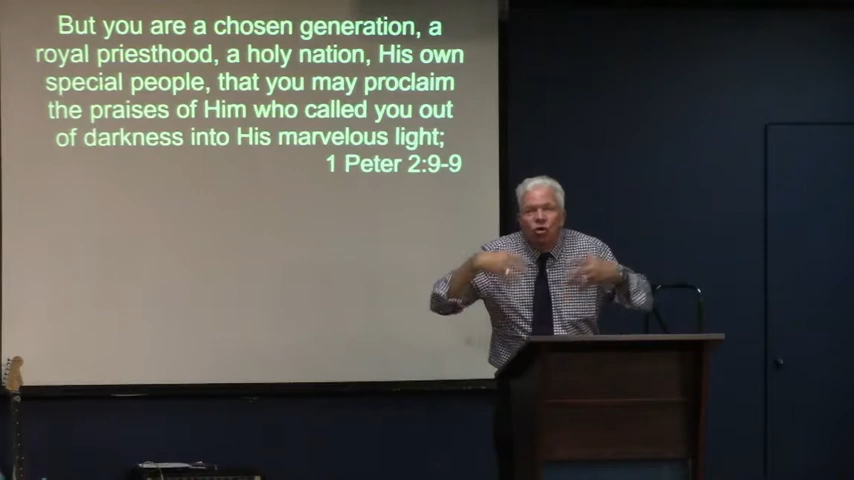 But you are a chosen generation, a
royal priesthood, a holy nation, His own
special people, that you may proclaim
the praises of Him who called you out
of darkness into His marvelous light;
1 Peter 2:9-9